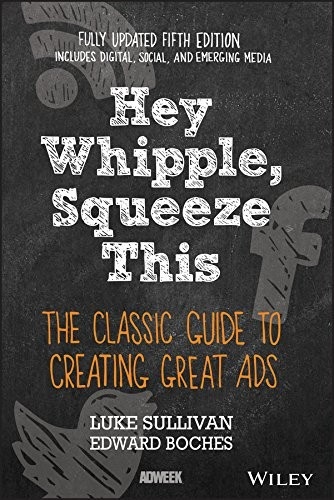 FULLY UPDATED FIFTH EDITION
INCLUDES DIGITAL, SOCIAL, AND EMERGING MEDIA
Hey
Whipple,
Squeeze
This
THE CLASSIC GUIDE TO
CREATING GREAT ADS
LUKE SULLIVAN
EDWARD BOCHES
ADWEEK
WILEY